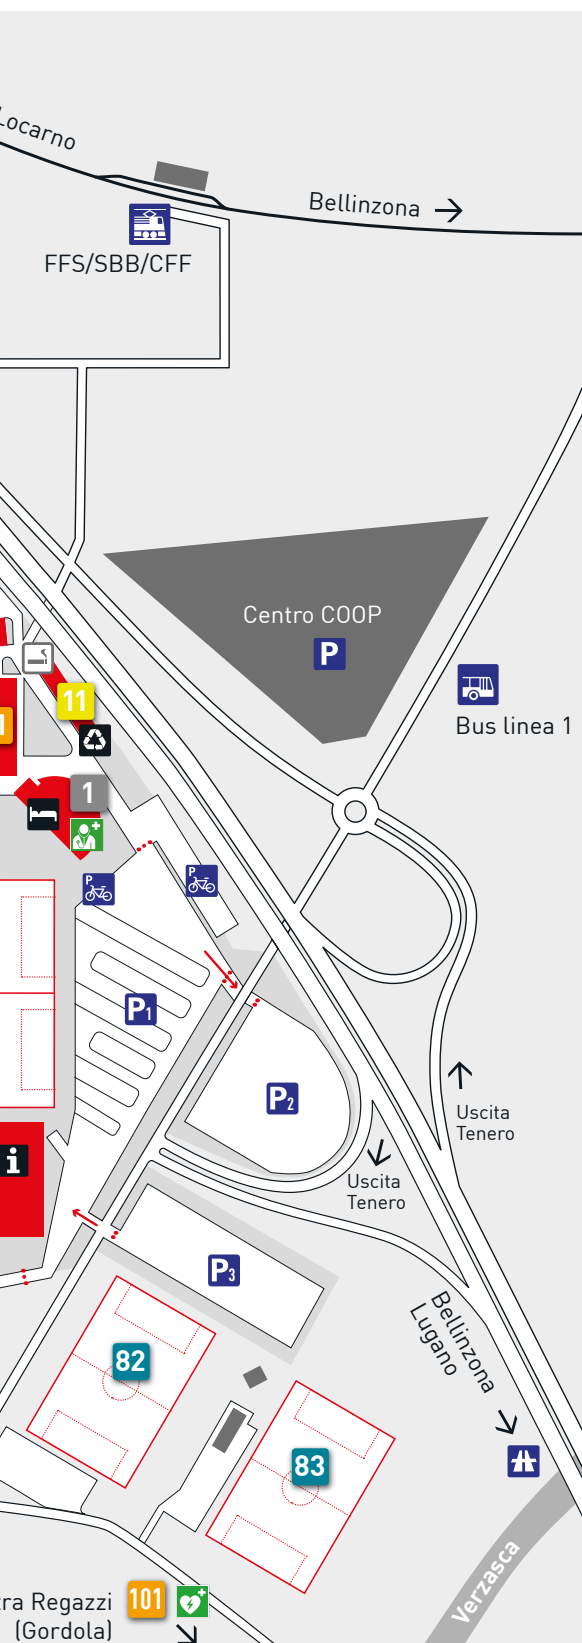 Locarno
Bellinzona
FFS/SBB/CFF
Centro COOP
P
Bus linea 1
11
1
P
P
P1
P2
Uscita
Tenero
Uscita
Tenero
i
P3
Bellinzona
Lugano
82
83
Verzasca
Regazzi
101
(Gordola)